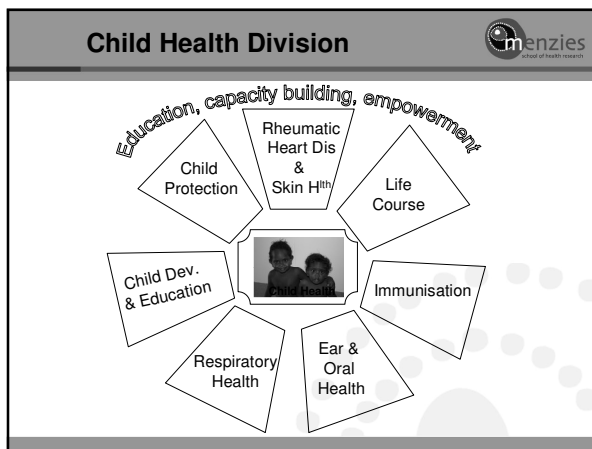 Child Health Division
menzies
school of health research
Education, capacity building, empowerment
Rheumatic
Heart Dis
&
Skin Hlth
Child
Protection
Life
Course
Child Dev.
& Education
Child Health
Immunisation
Respiratory
Health
Ear &
Oral
Health